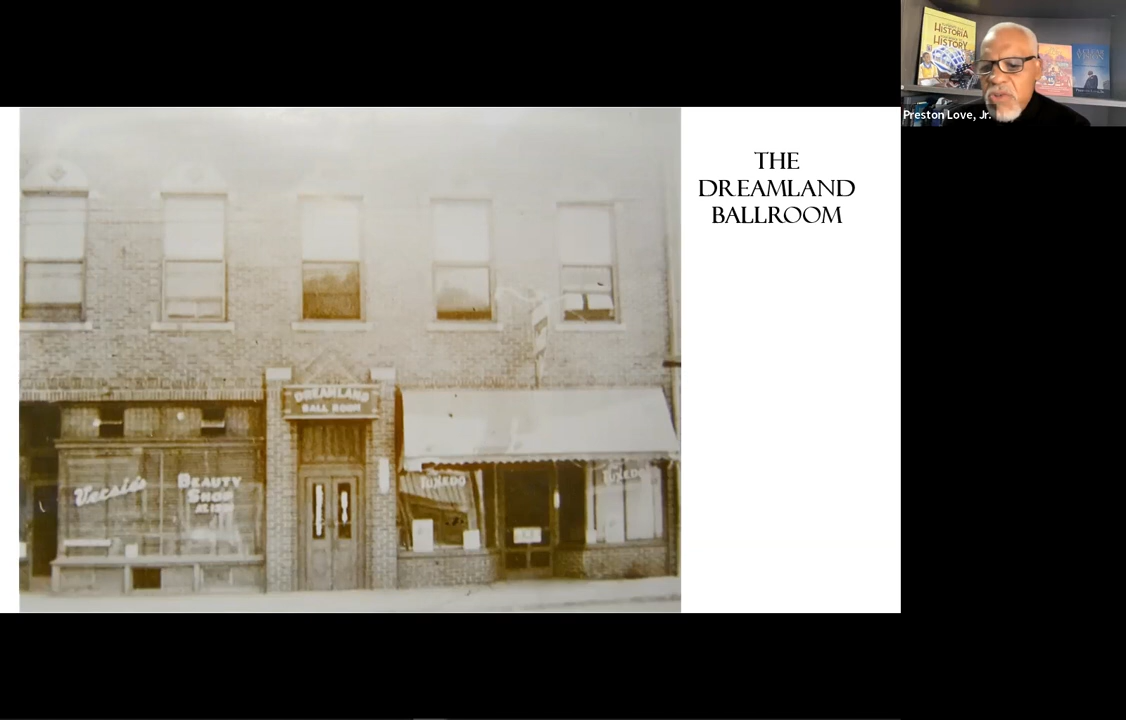 THE
DREAMLAND
BALLROOM
DREAMLAND
BALL ROOM
BEAUTY
SHOP
TUXEDO
TUXEDO
HISTORIA
HISTORY
Preston Love, Jr.